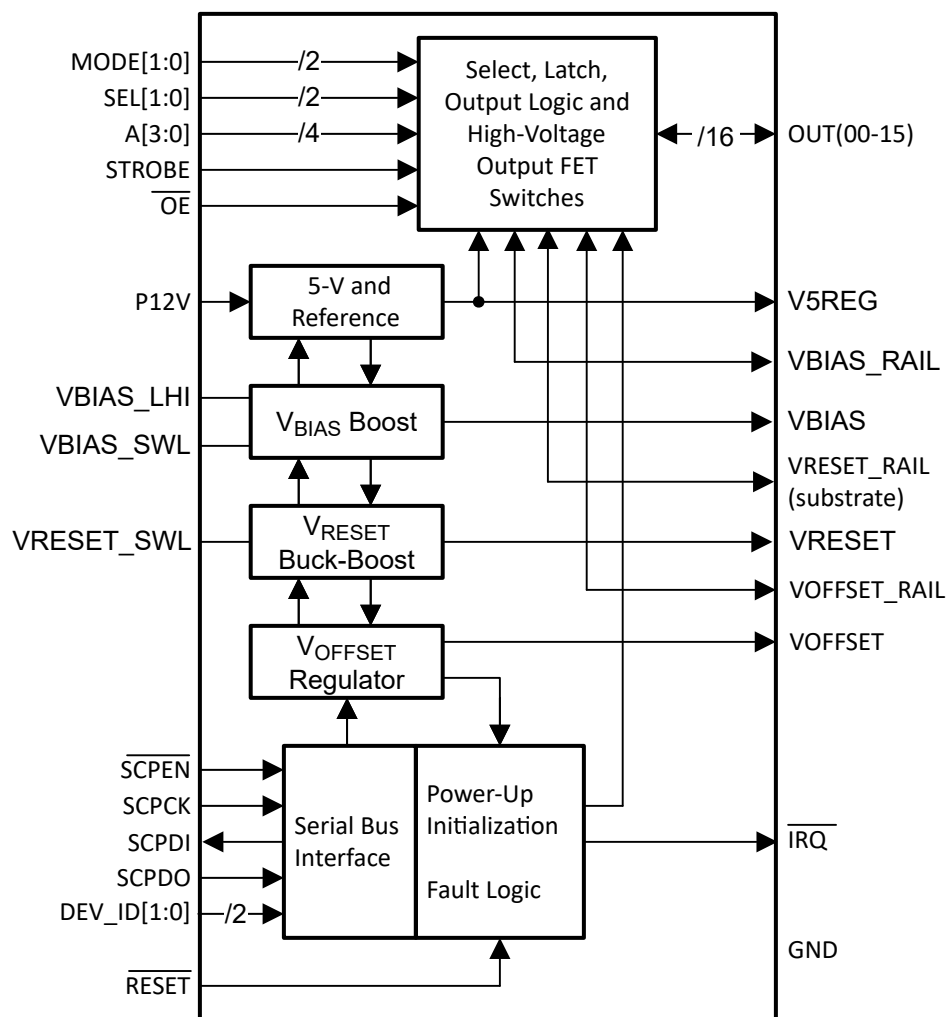 MODE[1:0]
SEL[1:0]
A[3:0]
STROBE
OE
/2
/2
/4
Select, Latch,
Output Logic and
High-Voltage
Output FET
Switches
/16
OUT(00-15)
P12V
5-V and
Reference
V5REG
VBIAS_RAIL
VBIAS_LHI
VBIAS_SWL
VBIAS Boost
VBIAS
VRESET_RAIL
(substrate)
VRESET_SWL
VRESET
Buck-Boost
VRESET
VOFFSET_RAIL
VOFFSET
Regulator
VOFFSET
SCPEN
SCPCK
SCPDI
SCPDO
DEV_ID[1:0]
/2
Serial Bus
Interface
Power-Up
Initialization
Fault Logic
IRQ
GND
RESET